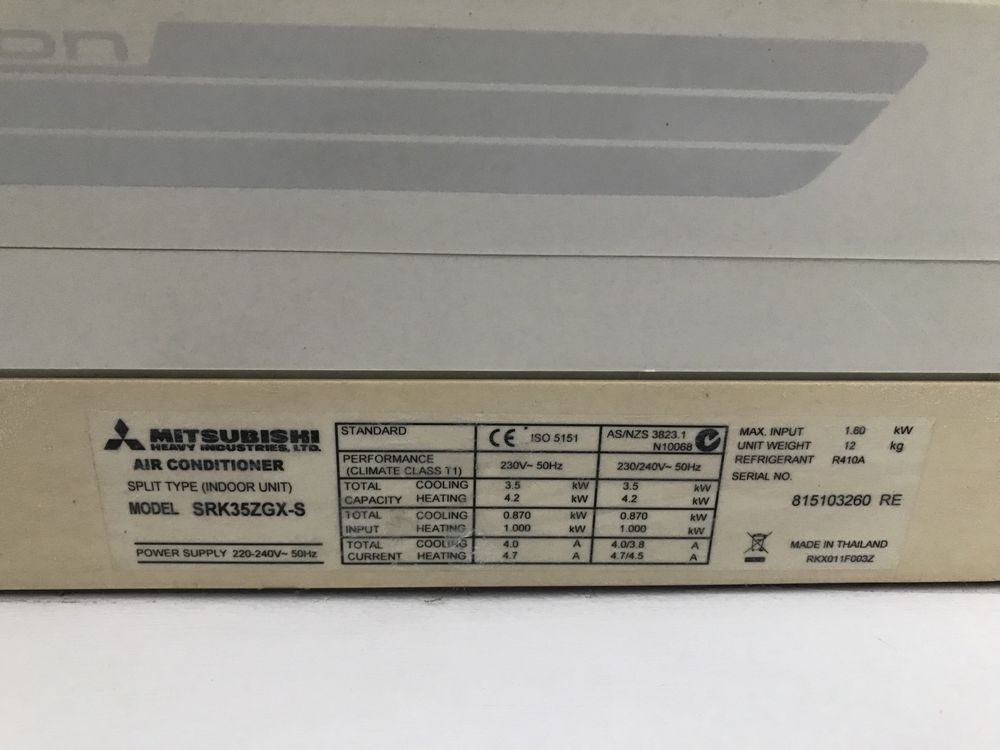 on
MITSUBISHI
HEAVY INDUSTRIES, LTD.
AIR CONDITIONER
SPLIT TYPE (INDOOR UNIT)
MODEL SRK35ZGX-S
POWER SUPPLY 220-240V~ 50Hz
STANDARD CE ISO 5151 AS/NZS 3823.1 N10068
PERFORMANCE (CLIMATE CLASS T1) 230V~ 50Hz 230/240V~ 50Hz
TOTAL COOLING 3.5 kW 3.5 kW
CAPACITY HEATING 4.2 kW 4.2 kW
TOTAL COOLING 0.870 kW 0.870 kW
INPUT HEATING 1.000 kW 1.000 kW
TOTAL COOLING 4.0 A 4.0/3.8 A
CURRENT HEATING 4.7 A 4.7/4.5 A
MAX. INPUT 1.60 kW
UNIT WEIGHT 12 kg
REFRIGERANT R410A
SERIAL NO.
815103260 RE
MADE IN THAILAND
RKX011F003Z